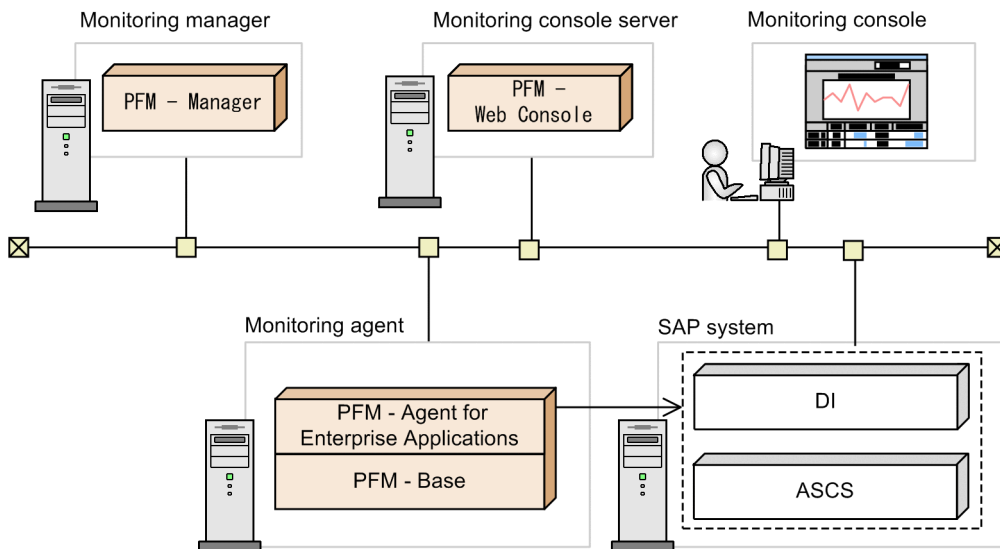 Monitoring manager
Monitoring console server
Monitoring console
PFM - Manager
PFM -
Web Console
Monitoring agent
SAP system
PFM - Agent for
Enterprise Applications
PFM - Base
DI
ASCS